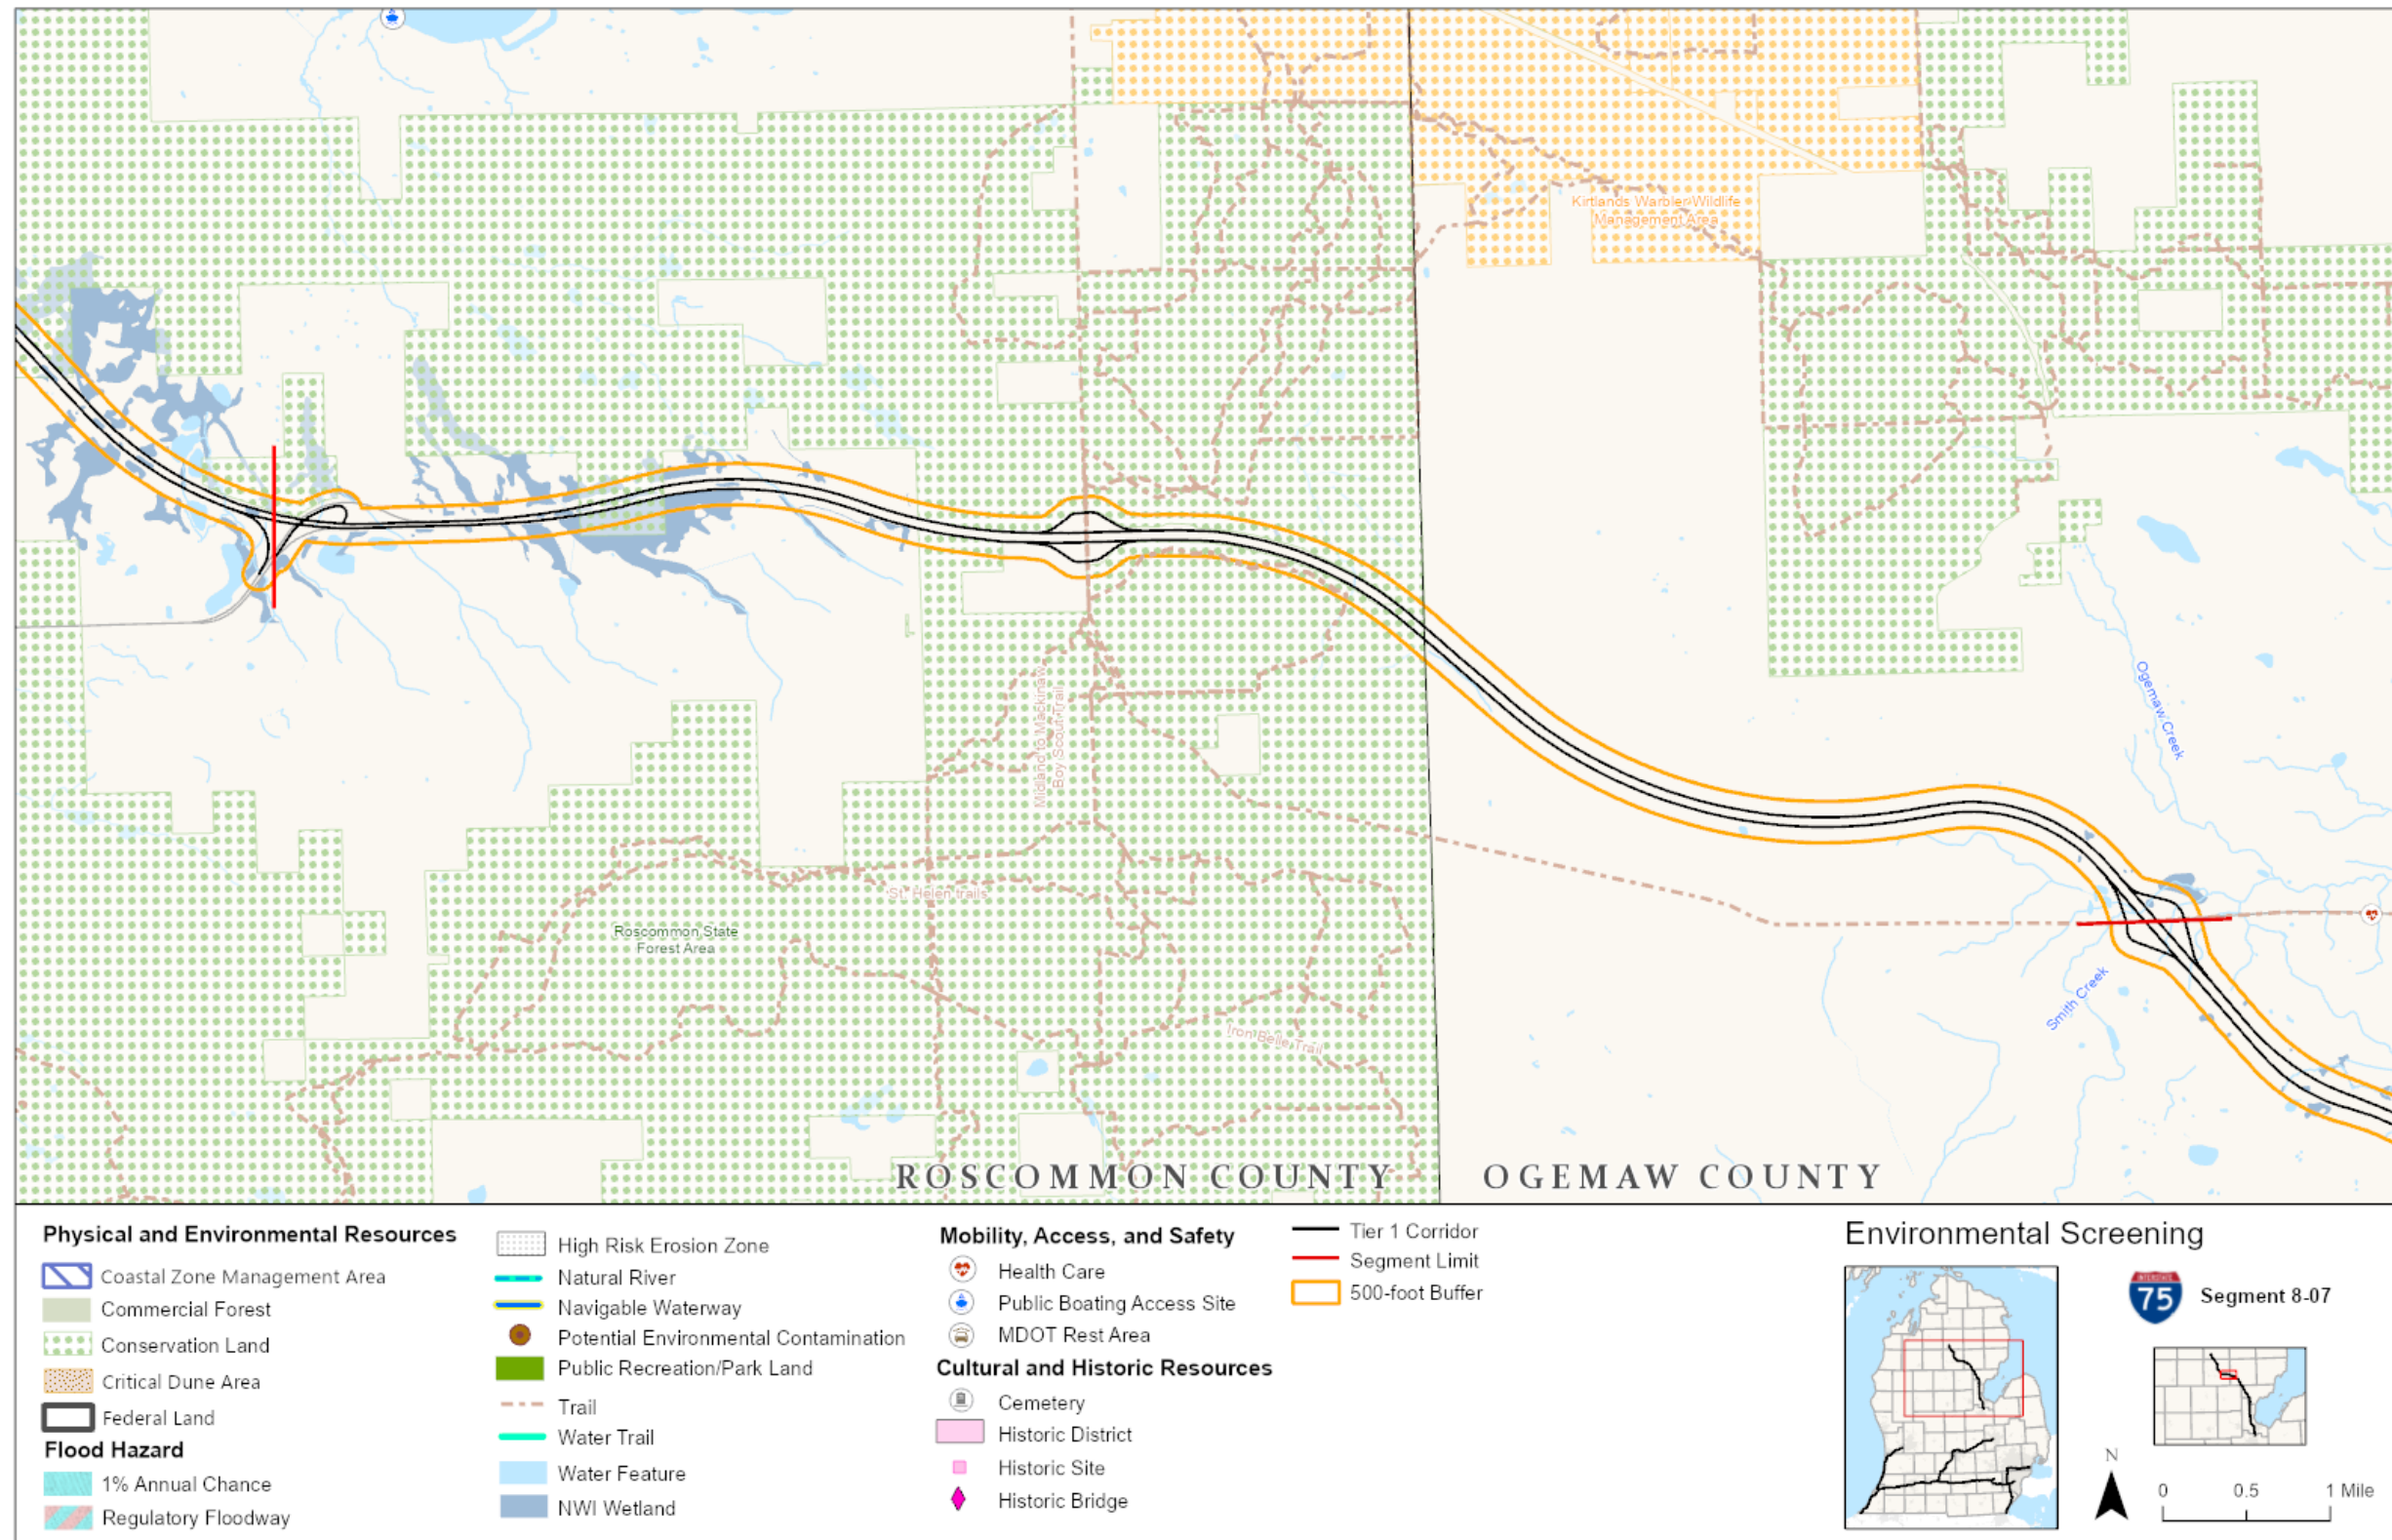 Kirtlands Warbler Wildlife
Management Area
Ogemaw Creek
Midland to Mackinaw
Boy Scout Trail
St. Helen trails
Roscommon State
Forest Area
Smith Creek
Iron Belle Trail
ROSCOMMON COUNTY
OGEMAW COUNTY
Physical and Environmental Resources
Coastal Zone Management Area
Commercial Forest
Conservation Land
Critical Dune Area
Federal Land
Flood Hazard
1% Annual Chance
Regulatory Floodway
High Risk Erosion Zone
Natural River
Navigable Waterway
Potential Environmental Contamination
Public Recreation/Park Land
Trail
Water Trail
Water Feature
NWI Wetland
Mobility, Access, and Safety
Health Care
Public Boating Access Site
MDOT Rest Area
Cultural and Historic Resources
Cemetery
Historic District
Historic Site
Historic Bridge
Tier 1 Corridor
Segment Limit
500-foot Buffer
Environmental Screening
INTERSTATE
75
Segment 8-07
N
0 0.5 1 Mile